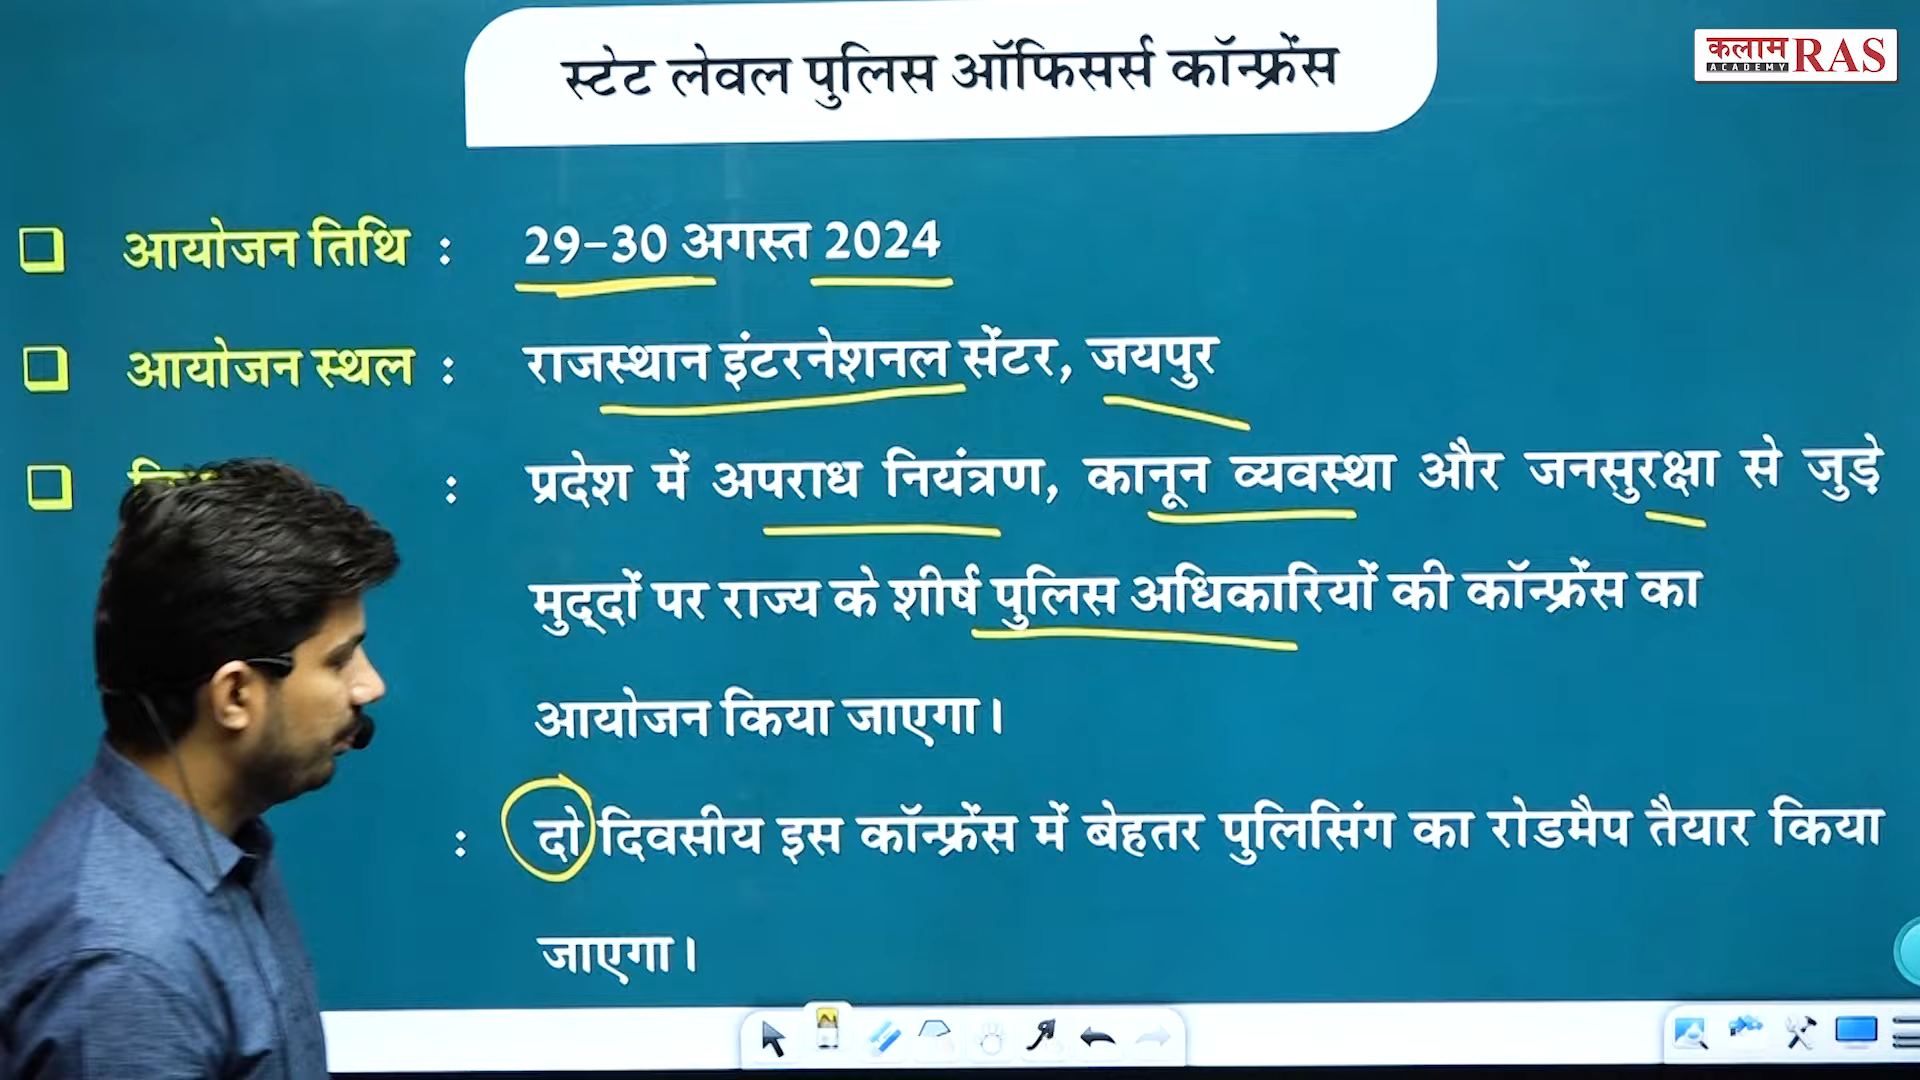 स्टेट लेवल पुलिस ऑफिसर्स कॉन्फ्रेंस
कलाम RAS
ACADEMY
आयोजन तिथि : 29-30 अगस्त 2024
आयोजन स्थल : राजस्थान इंटरनेशनल सेंटर, जयपुर
: प्रदेश में अपराध नियंत्रण, कानून व्यवस्था और जनसुरक्षा से जुड़े
मुद्दों पर राज्य के शीर्ष पुलिस अधिकारियों की कॉन्फ्रेंस का
आयोजन किया जाएगा।
: दो दिवसीय इस कॉन्फ्रेंस में बेहतर पुलिसिंग का रोडमैप तैयार किया
जाएगा।